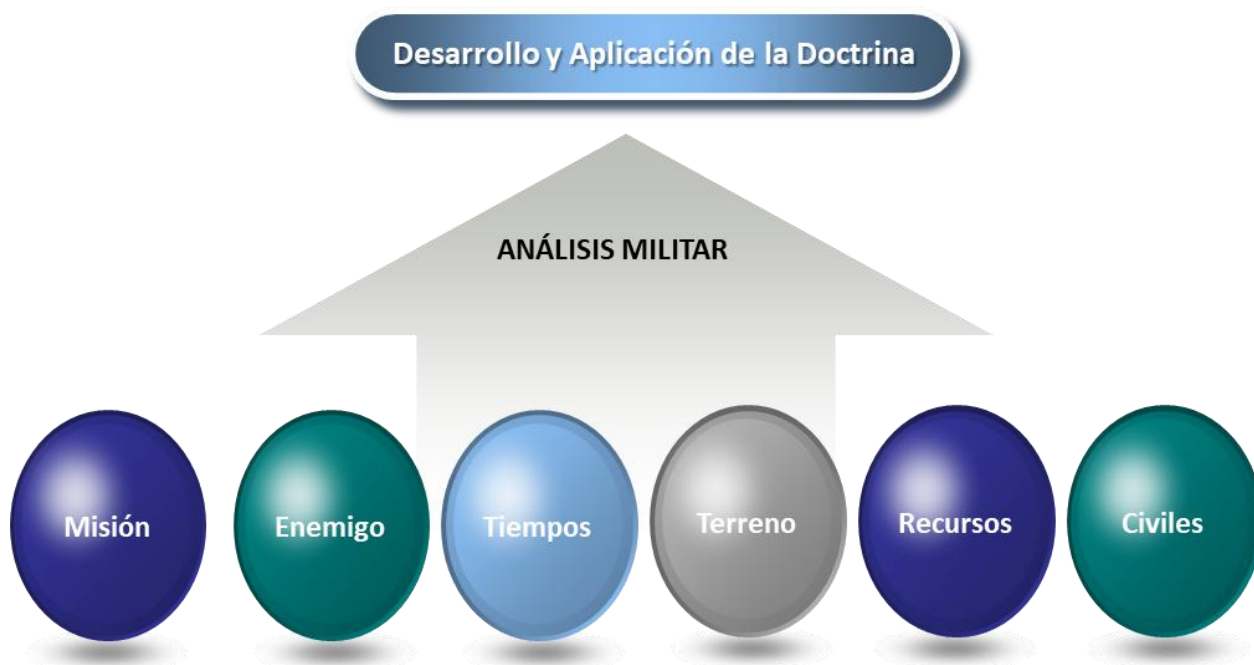 Desarrollo y Aplicación de la Doctrina
ANÁLISIS MILITAR
Misión
Enemigo
Tiempos
Terreno
Recursos
Civiles